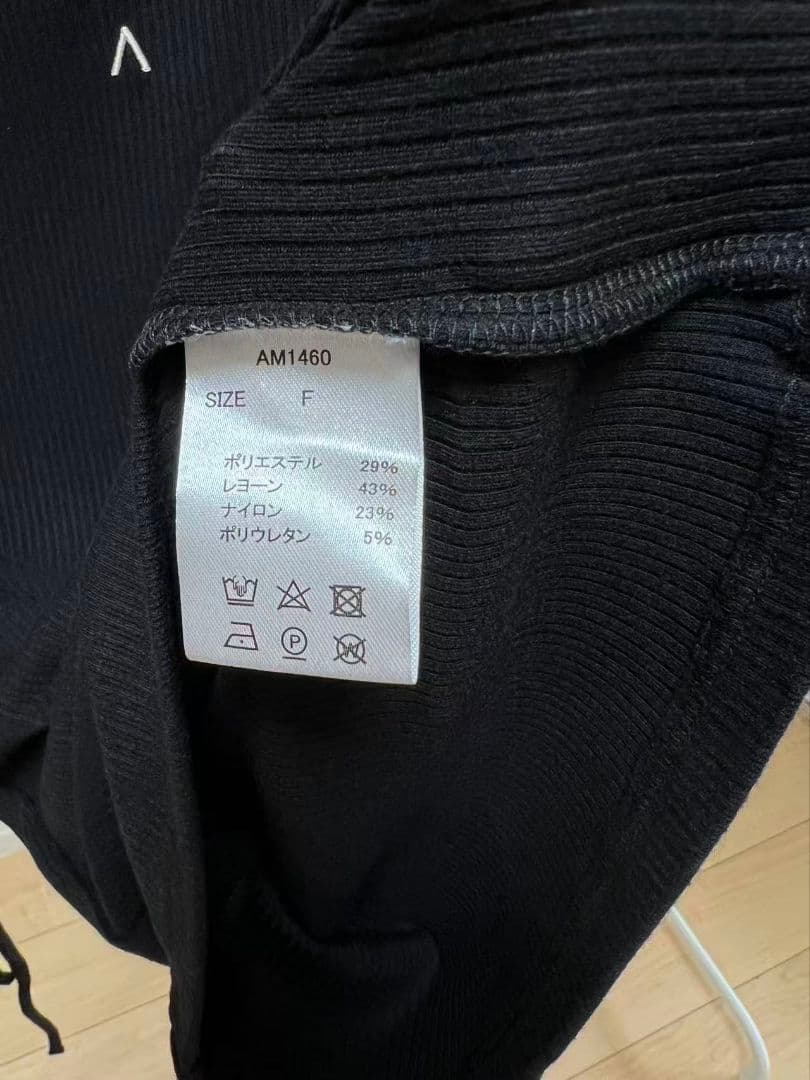 Λ
AM1460
SIZE F
ポリエステル 29%
レヨーン 43%
ナイロン 23%
ポリウレタン 5%
P
W